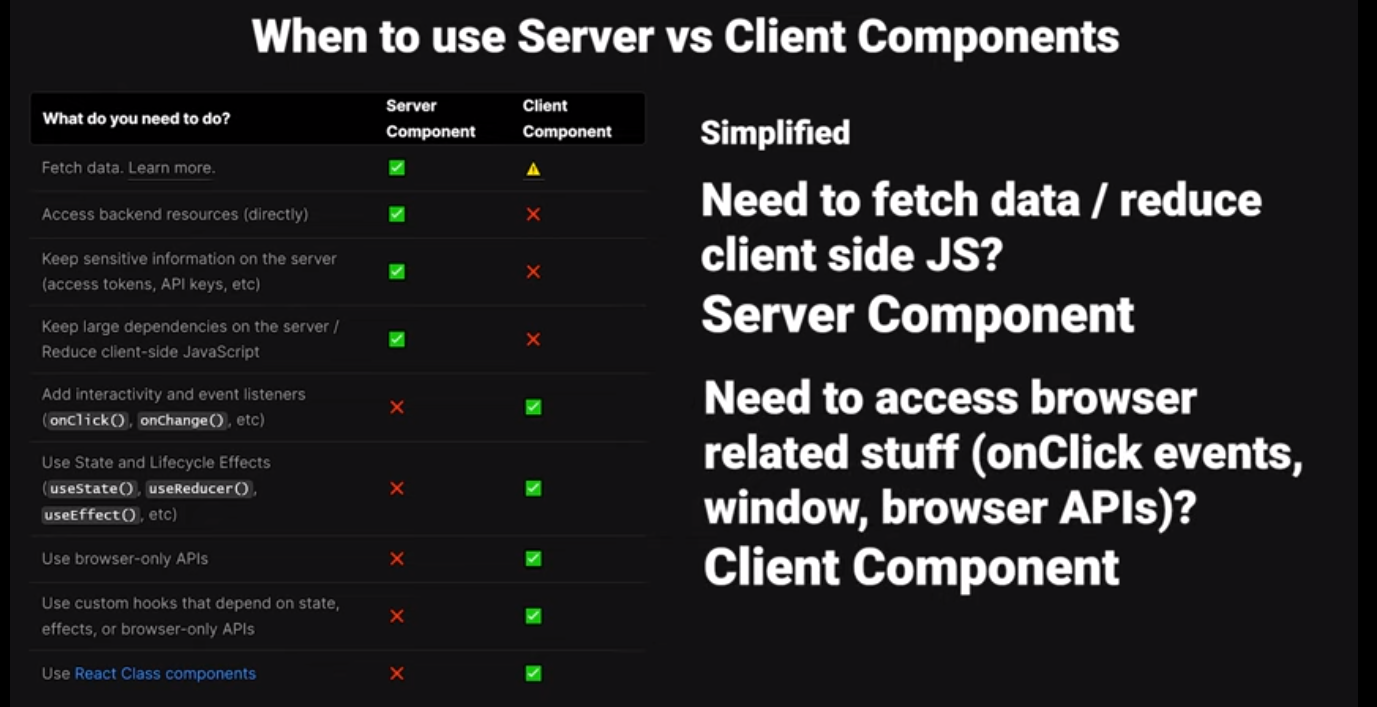 When to use Server vs Client Components
What do you need to do?
Server
Component
Client
Component
Fetch data. Learn more.
Access backend resources (directly)
Keep sensitive information on the server
(access tokens, API keys, etc)
Keep large dependencies on the server /
Reduce client-side JavaScript
Add interactivity and event listeners
(onClick(), onChange(), etc)
Use State and Lifecycle Effects
(useState(), useReducer(),
useEffect(), etc)
Use browser-only APIs
Use custom hooks that depend on state,
effects, or browser-only APIs
Use React Class components
Simplified
Need to fetch data / reduce
client side JS?
Server Component
Need to access browser
related stuff (onClick events,
window, browser APIs)?
Client Component